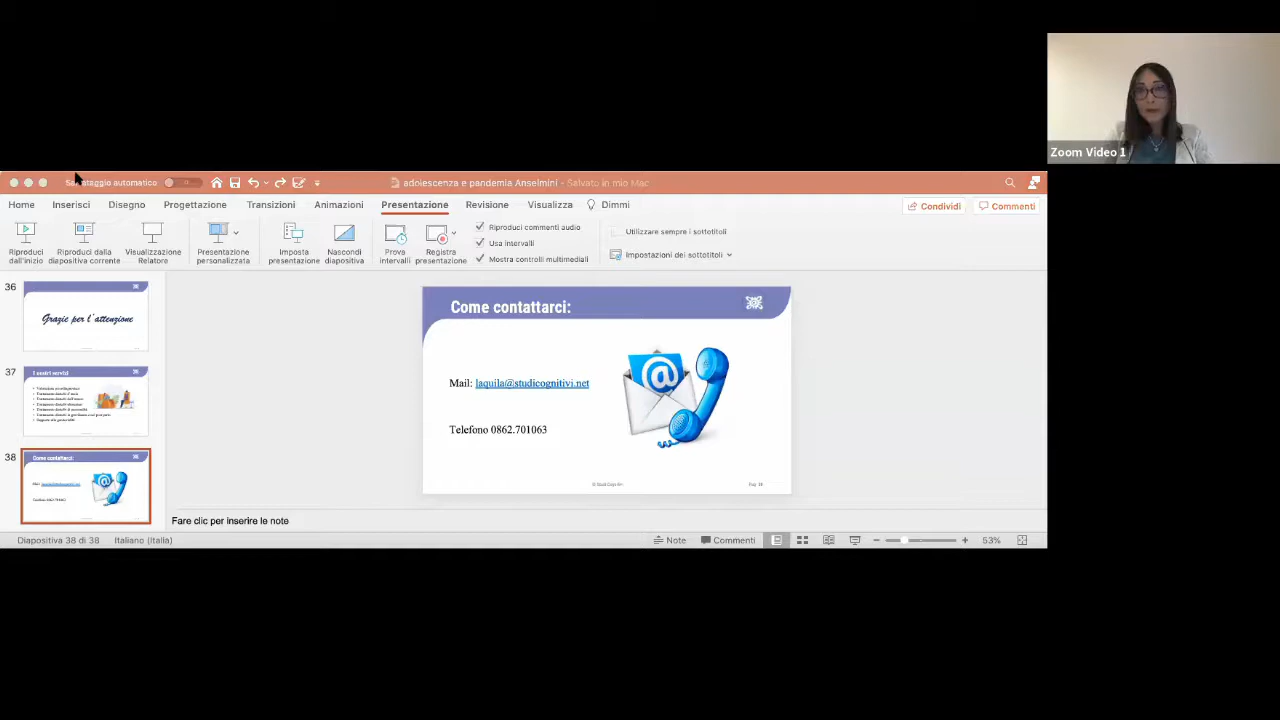 Zoom Video 1
Salvataggio automatico
adolescenza e pandemia Anselmini - Salvato in mio Mac
Home Inserisci Disegno Progettazione Transizioni Animazioni Presentazione Revisione Visualizza Dimmi
Condividi Commenti
Riproduci dall'inizio
Riproduci dalla diapositiva corrente
Visualizzazione Relatore
Presentazione personalizzata
Imposta presentazione
Nascondi diapositiva
Prova intervalli
Registra presentazione
Riproduci commenti audio
Usa intervalli
Mostra controlli multimediali
Utilizzare sempre i sottotitoli
Impostazioni dei sottotitoli
36
Grazie per l'attenzione
37
I nostri servizi
38
Come contattarci:
Come contattarci:
Mail: laquila@studicognitivi.net
Telefono 0862.701063
Fare clic per inserire le note
Diapositiva 38 di 38 Italiano (Italia) Note Commenti 53%